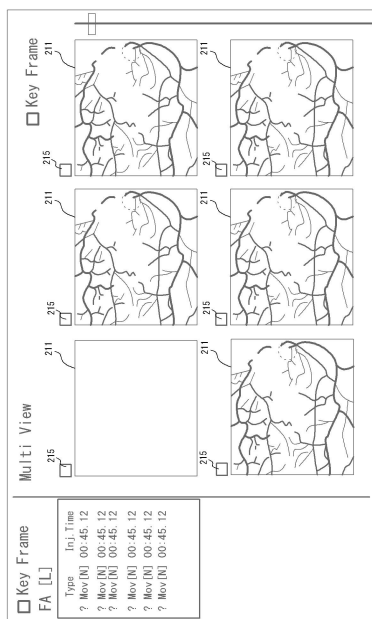 Key Frame
FA [L]
Type Inj.Time
? Mov[N] 00:45.12
? Mov[N] 00:45.12
? Mov[N] 00:45.12
? Mov[N] 00:45.12
? Mov[N] 00:45.12
? Mov[N] 00:45.12
Multi View Key Frame
215 211 215 211 215 211
215 211 215 211 215 211